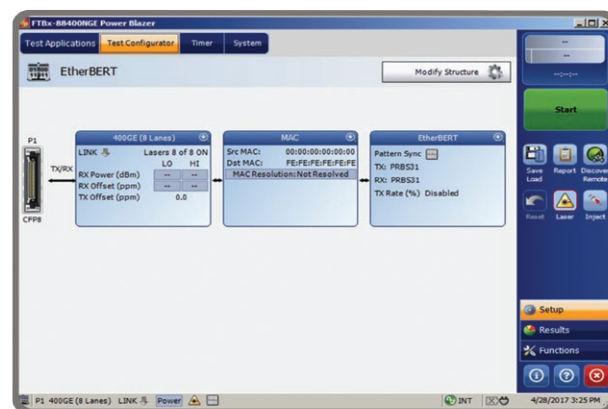 FTBx-88400NGE Power Blazer
Test Applications Test Configurator Timer System
EtherBERT
Modify Structure
-- 
--
--:--:--
Start
Save Load Report Discover Remote
Reset Laser Inject
P1
TX/RX
CFP8
400GE (8 Lanes)
LINK Lasers 8 of 8 ON
LO HI
RX Power (dBm) -- --
RX Offset (ppm) -- --
TX Offset (ppm) 0.0
MAC
Src MAC: 00:00:00:00:00:00
Dst MAC: FE:FE:FE:FE:FE:FE
MAC Resolution: Not Resolved
EtherBERT
Pattern Sync --
TX: PRBS31
RX: PRBS31
TX Rate (%) Disabled
Setup
Results
Functions
P1 400GE (8 Lanes) LINK Power INT 4/28/2017 3:25 PM